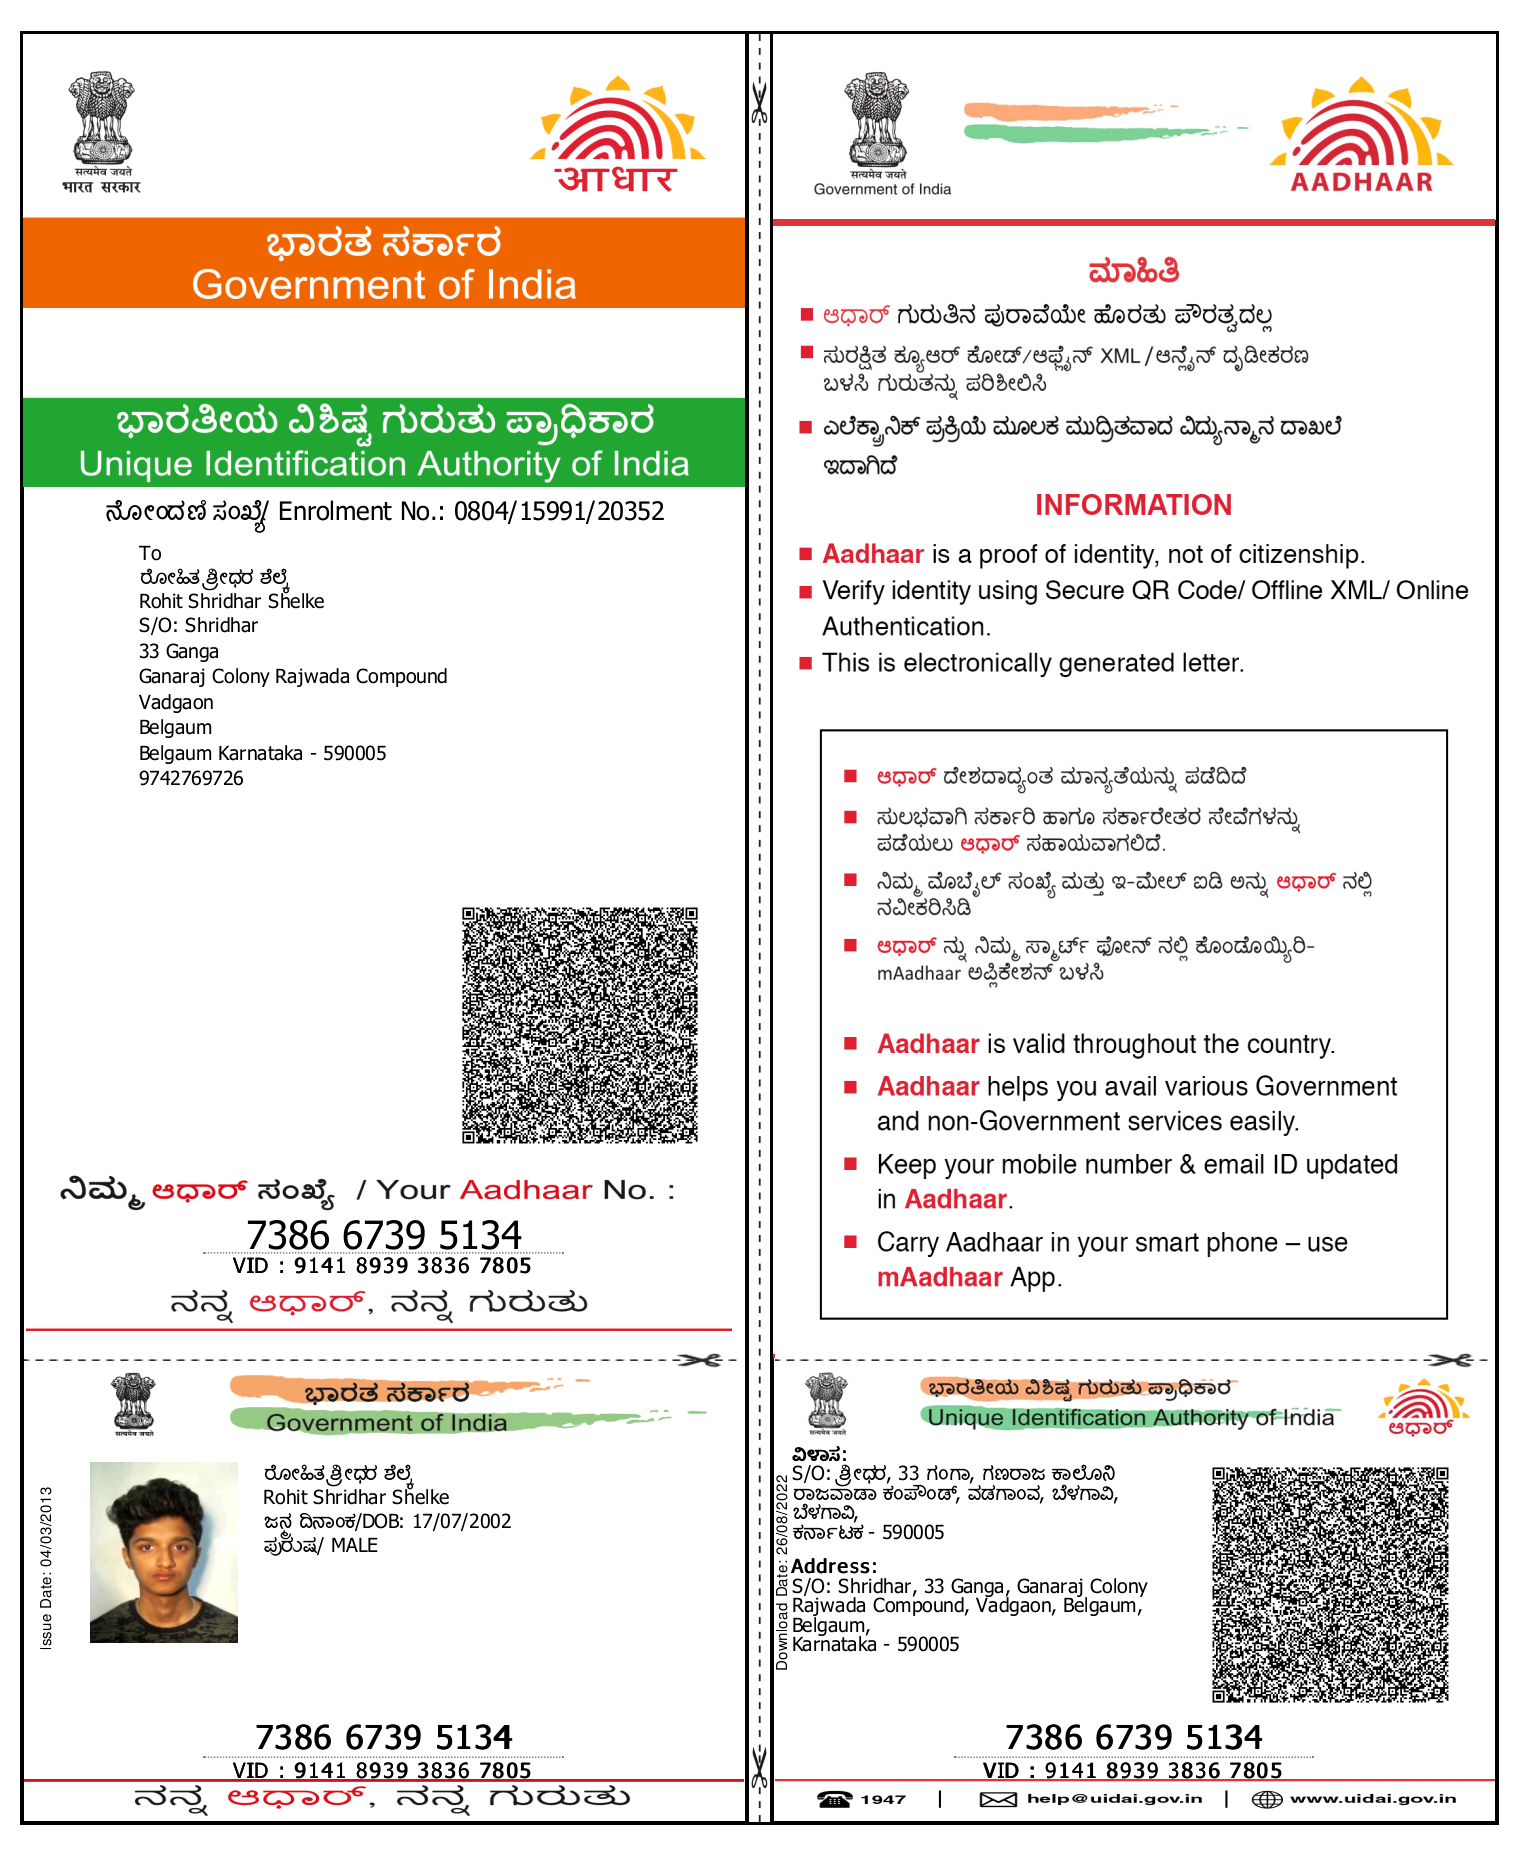 सत्यमेव जयते
भारत सरकार
आधार
ಭಾರತ ಸರ್ಕಾರ
Government of India
ಭಾರತೀಯ ವಿಶಿಷ್ಟ ಗುರುತು ಪ್ರಾಧಿಕಾರ
Unique Identification Authority of India
ನೋಂದಣಿ ಸಂಖ್ಯೆ/ Enrolment No.: 0804/15991/20352
To
ರೋಹಿತ ಶ್ರೀಧರ ಶೆಲ್ಕೆ
Rohit Shridhar Shelke
S/O: Shridhar
33 Ganga
Ganaraj Colony Rajwada Compound
Vadgaon
Belgaum
Belgaum Karnataka - 590005
9742769726
ನಿಮ್ಮ ಆಧಾರ್ ಸಂಖ್ಯೆ / Your Aadhaar No. :
7386 6739 5134
VID : 9141 8939 3836 7805
ನನ್ನ ಆಧಾರ್, ನನ್ನ ಗುರುತು
सत्यमेव जयते
ಭಾರತ ಸರ್ಕಾರ
Government of India
Issue Date: 04/03/2013
ರೋಹಿತ ಶ್ರೀಧರ ಶೆಲ್ಕೆ
Rohit Shridhar Shelke
ಜನ್ಮ ದಿನಾಂಕ/DOB: 17/07/2002
ಪುರುಷ/ MALE
7386 6739 5134
VID : 9141 8939 3836 7805
ನನ್ನ ಆಧಾರ್, ನನ್ನ ಗುರುತು
सत्यमेव जयते
Government of India
AADHAAR
ಮಾಹಿತಿ
ಆಧಾರ್ ಗುರುತಿನ ಪುರಾವೆಯೇ ಹೊರತು ಪೌರತ್ವದಲ್ಲ
ಸುರಕ್ಷಿತ ಕ್ಯೂಆರ್ ಕೋಡ್/ಆಫ್ಲೈನ್ XML /ಆನ್ಲೈನ್ ದೃಡೀಕರಣ
ಬಳಸಿ ಗುರುತನ್ನು ಪರಿಶೀಲಿಸಿ
ಎಲೆಕ್ಟ್ರಾನಿಕ್ ಪ್ರಕ್ರಿಯೆ ಮೂಲಕ ಮುದ್ರಿತವಾದ ವಿದ್ಯುನ್ಮಾನ ದಾಖಲೆ
ಇದಾಗಿದೆ
INFORMATION
Aadhaar is a proof of identity, not of citizenship.
Verify identity using Secure QR Code/ Offline XML/ Online
Authentication.
This is electronically generated letter.
ಆಧಾರ್ ದೇಶದಾದ್ಯಂತ ಮಾನ್ಯತೆಯನ್ನು ಪಡೆದಿದೆ
ಸುಲಭವಾಗಿ ಸರ್ಕಾರಿ ಹಾಗೂ ಸರ್ಕಾರೇತರ ಸೇವೆಗಳನ್ನು
ಪಡೆಯಲು ಆಧಾರ್ ಸಹಾಯವಾಗಲಿದೆ.
ನಿಮ್ಮ ಮೊಬೈಲ್ ಸಂಖ್ಯೆ ಮತ್ತು ಇ-ಮೇಲ್ ಐಡಿ ಅನ್ನು ಆಧಾರ್ ನಲ್ಲಿ
ನವೀಕರಿಸಿಡಿ
ಆಧಾರ್ ನ್ನು ನಿಮ್ಮ ಸ್ಮಾರ್ಟ್ ಫೋನ್ ನಲ್ಲಿ ಕೊಂಡೊಯ್ಯಿರಿ-
mAadhaar ಅಪ್ಲಿಕೇಶನ್ ಬಳಸಿ
Aadhaar is valid throughout the country.
Aadhaar helps you avail various Government
and non-Government services easily.
Keep your mobile number & email ID updated
in Aadhaar.
Carry Aadhaar in your smart phone – use
mAadhaar App.
सत्यमेव जयते
ಭಾರತೀಯ ವಿಶಿಷ್ಟ ಗುರುತು ಪ್ರಾಧಿಕಾರ
Unique Identification Authority of India
ಆಧಾರ್
Download Date: 26/08/2022
ವಿಳಾಸ:
S/O: ಶ್ರೀಧರ, 33 ಗಂಗಾ, ಗಣರಾಜ ಕಾಲೊನಿ
ರಾಜವಾಡಾ ಕಂಪೌಂಡ್, ವಡಗಾಂವ, ಬೆಳಗಾವಿ,
ಬೆಳಗಾವಿ,
ಕರ್ನಾಟಕ - 590005
Address:
S/O: Shridhar, 33 Ganga, Ganaraj Colony
Rajwada Compound, Vadgaon, Belgaum,
Belgaum,
Karnataka - 590005
7386 6739 5134
VID : 9141 8939 3836 7805
1947 | help@uidai.gov.in | www.uidai.gov.in